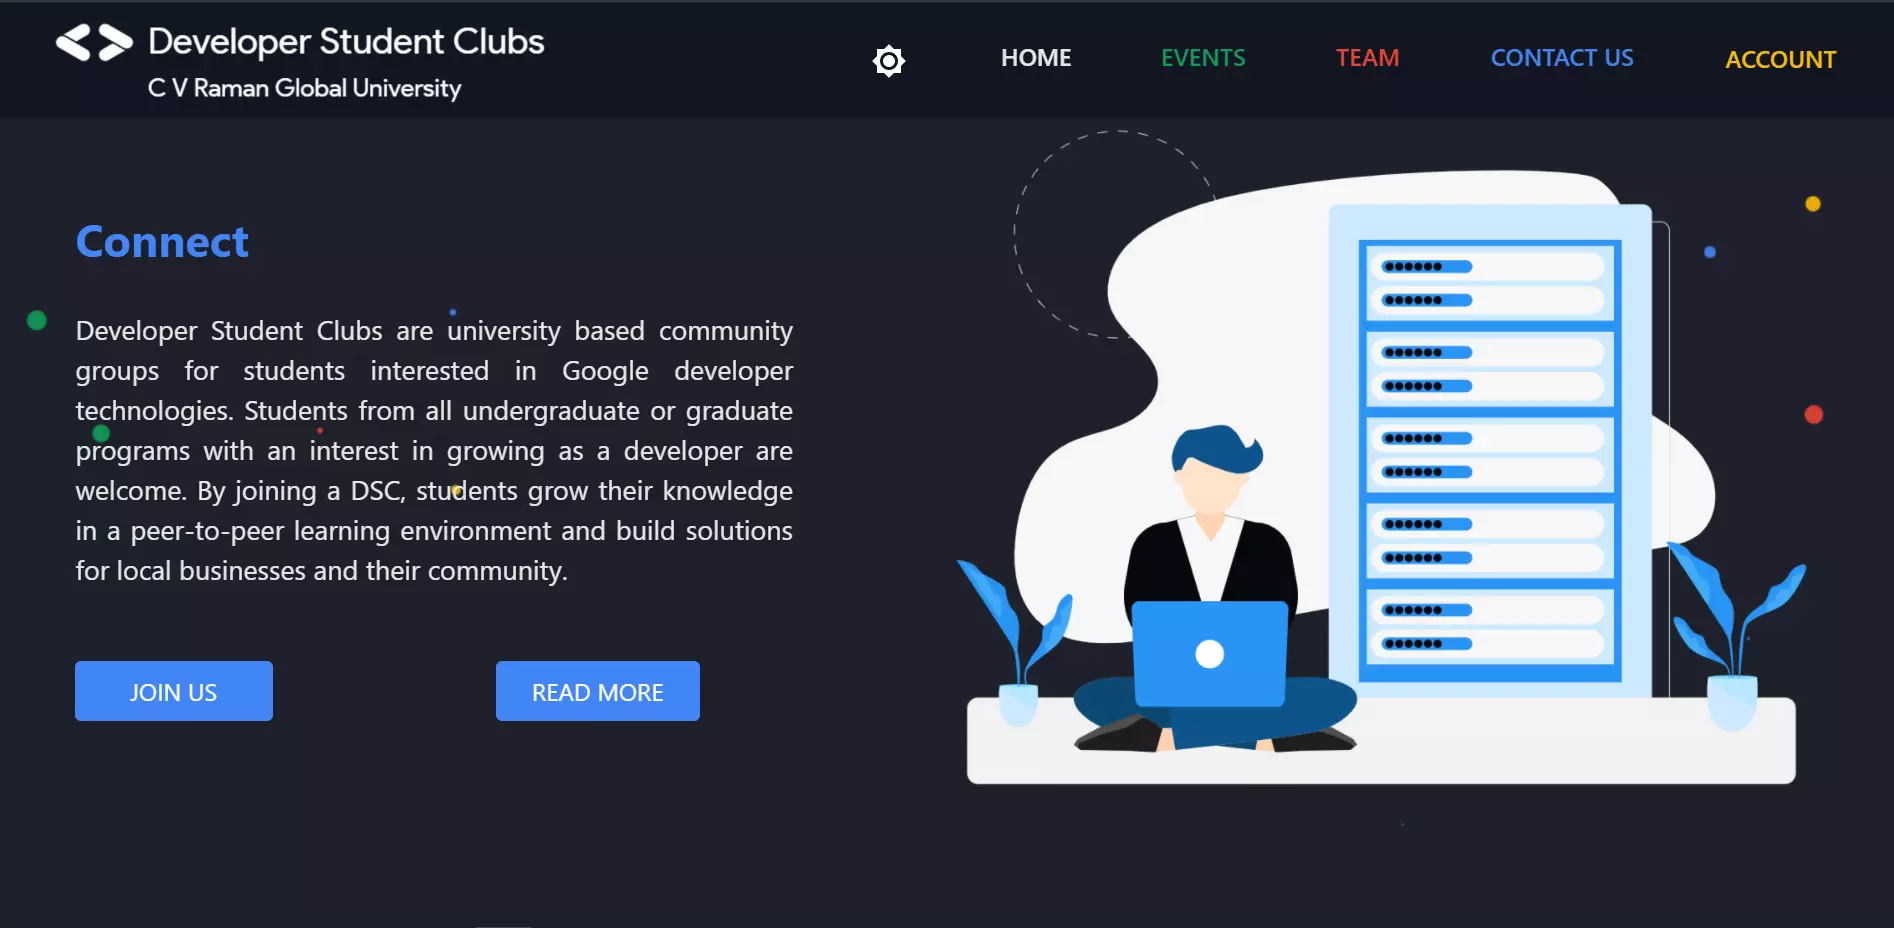 Developer Student Clubs
C V Raman Global University
HOME
EVENTS
TEAM
CONTACT US
ACCOUNT
Connect
Developer Student Clubs are university based community
groups for students interested in Google developer
technologies. Students from all undergraduate or graduate
programs with an interest in growing as a developer are
welcome. By joining a DSC, students grow their knowledge
in a peer-to-peer learning environment and build solutions
for local businesses and their community.
JOIN US
READ MORE